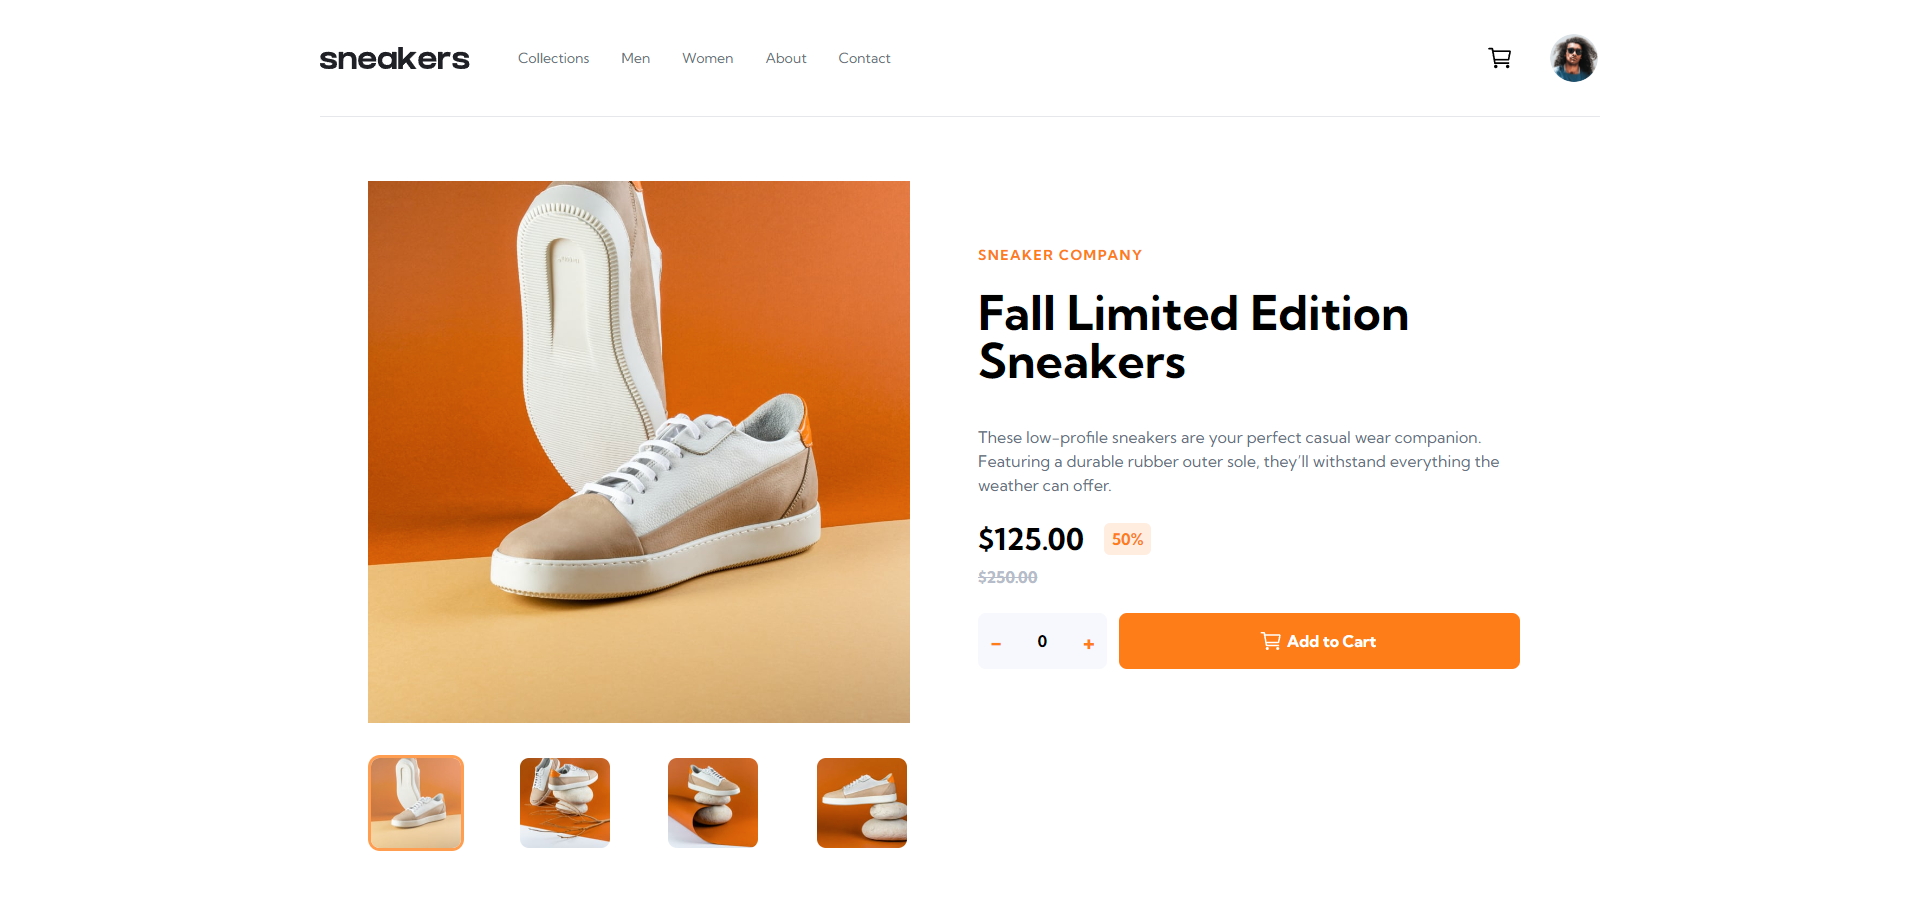 sneakers
Collections Men Women About Contact
SNEAKER COMPANY
Fall Limited Edition
Sneakers
These low-profile sneakers are your perfect casual wear companion.
Featuring a durable rubber outer sole, they'll withstand everything the
weather can offer.
$125.00 50%
$250.00
- 0 + Add to Cart